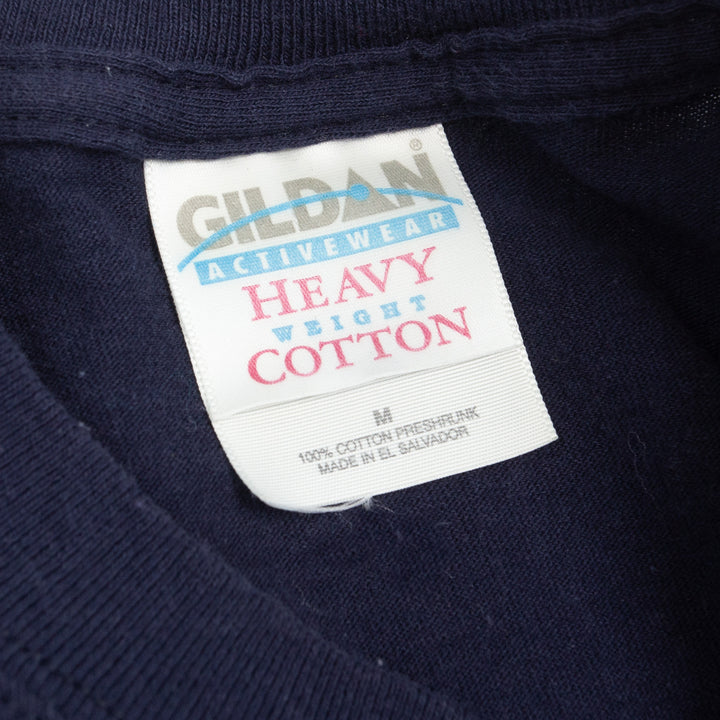 GILDAN®
ACTIVEWEAR
HEAVY
WEIGHT
COTTON
M
100% COTTON PRESHRUNK
MADE IN EL SALVADOR